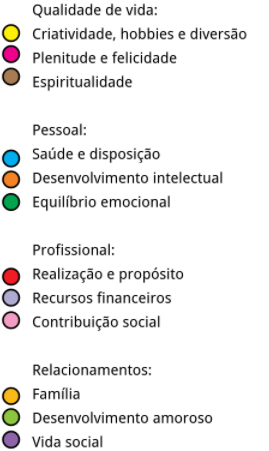 Qualidade de vida:
Criatividade, hobbies e diversão
Plenitude e felicidade
Espiritualidade
Pessoal:
Saúde e disposição
Desenvolvimento intelectual
Equilíbrio emocional
Profissional:
Realização e propósito
Recursos financeiros
Contribuição social
Relacionamentos:
Família
Desenvolvimento amoroso
Vida social